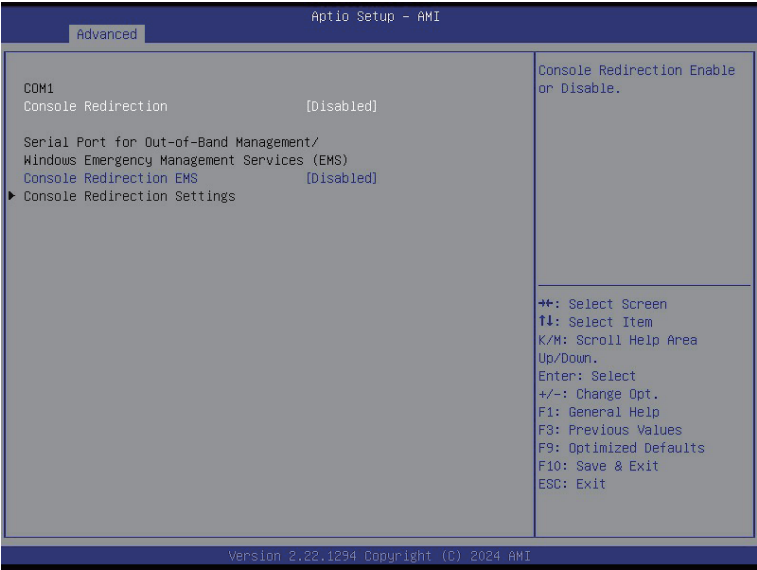 Aptio Setup – AMI
Advanced
COM1
Console Redirection [Disabled]
Serial Port for Out-of-Band Management/
Windows Emergency Management Services (EMS)
Console Redirection EMS [Disabled]
Console Redirection Settings
Console Redirection Enable
or Disable.
→←: Select Screen
↑↓: Select Item
K/M: Scroll Help Area
Up/Down.
Enter: Select
+/-: Change Opt.
F1: General Help
F3: Previous Values
F9: Optimized Defaults
F10: Save & Exit
ESC: Exit
Version 2.22.1294 Copyright (C) 2024 AMI